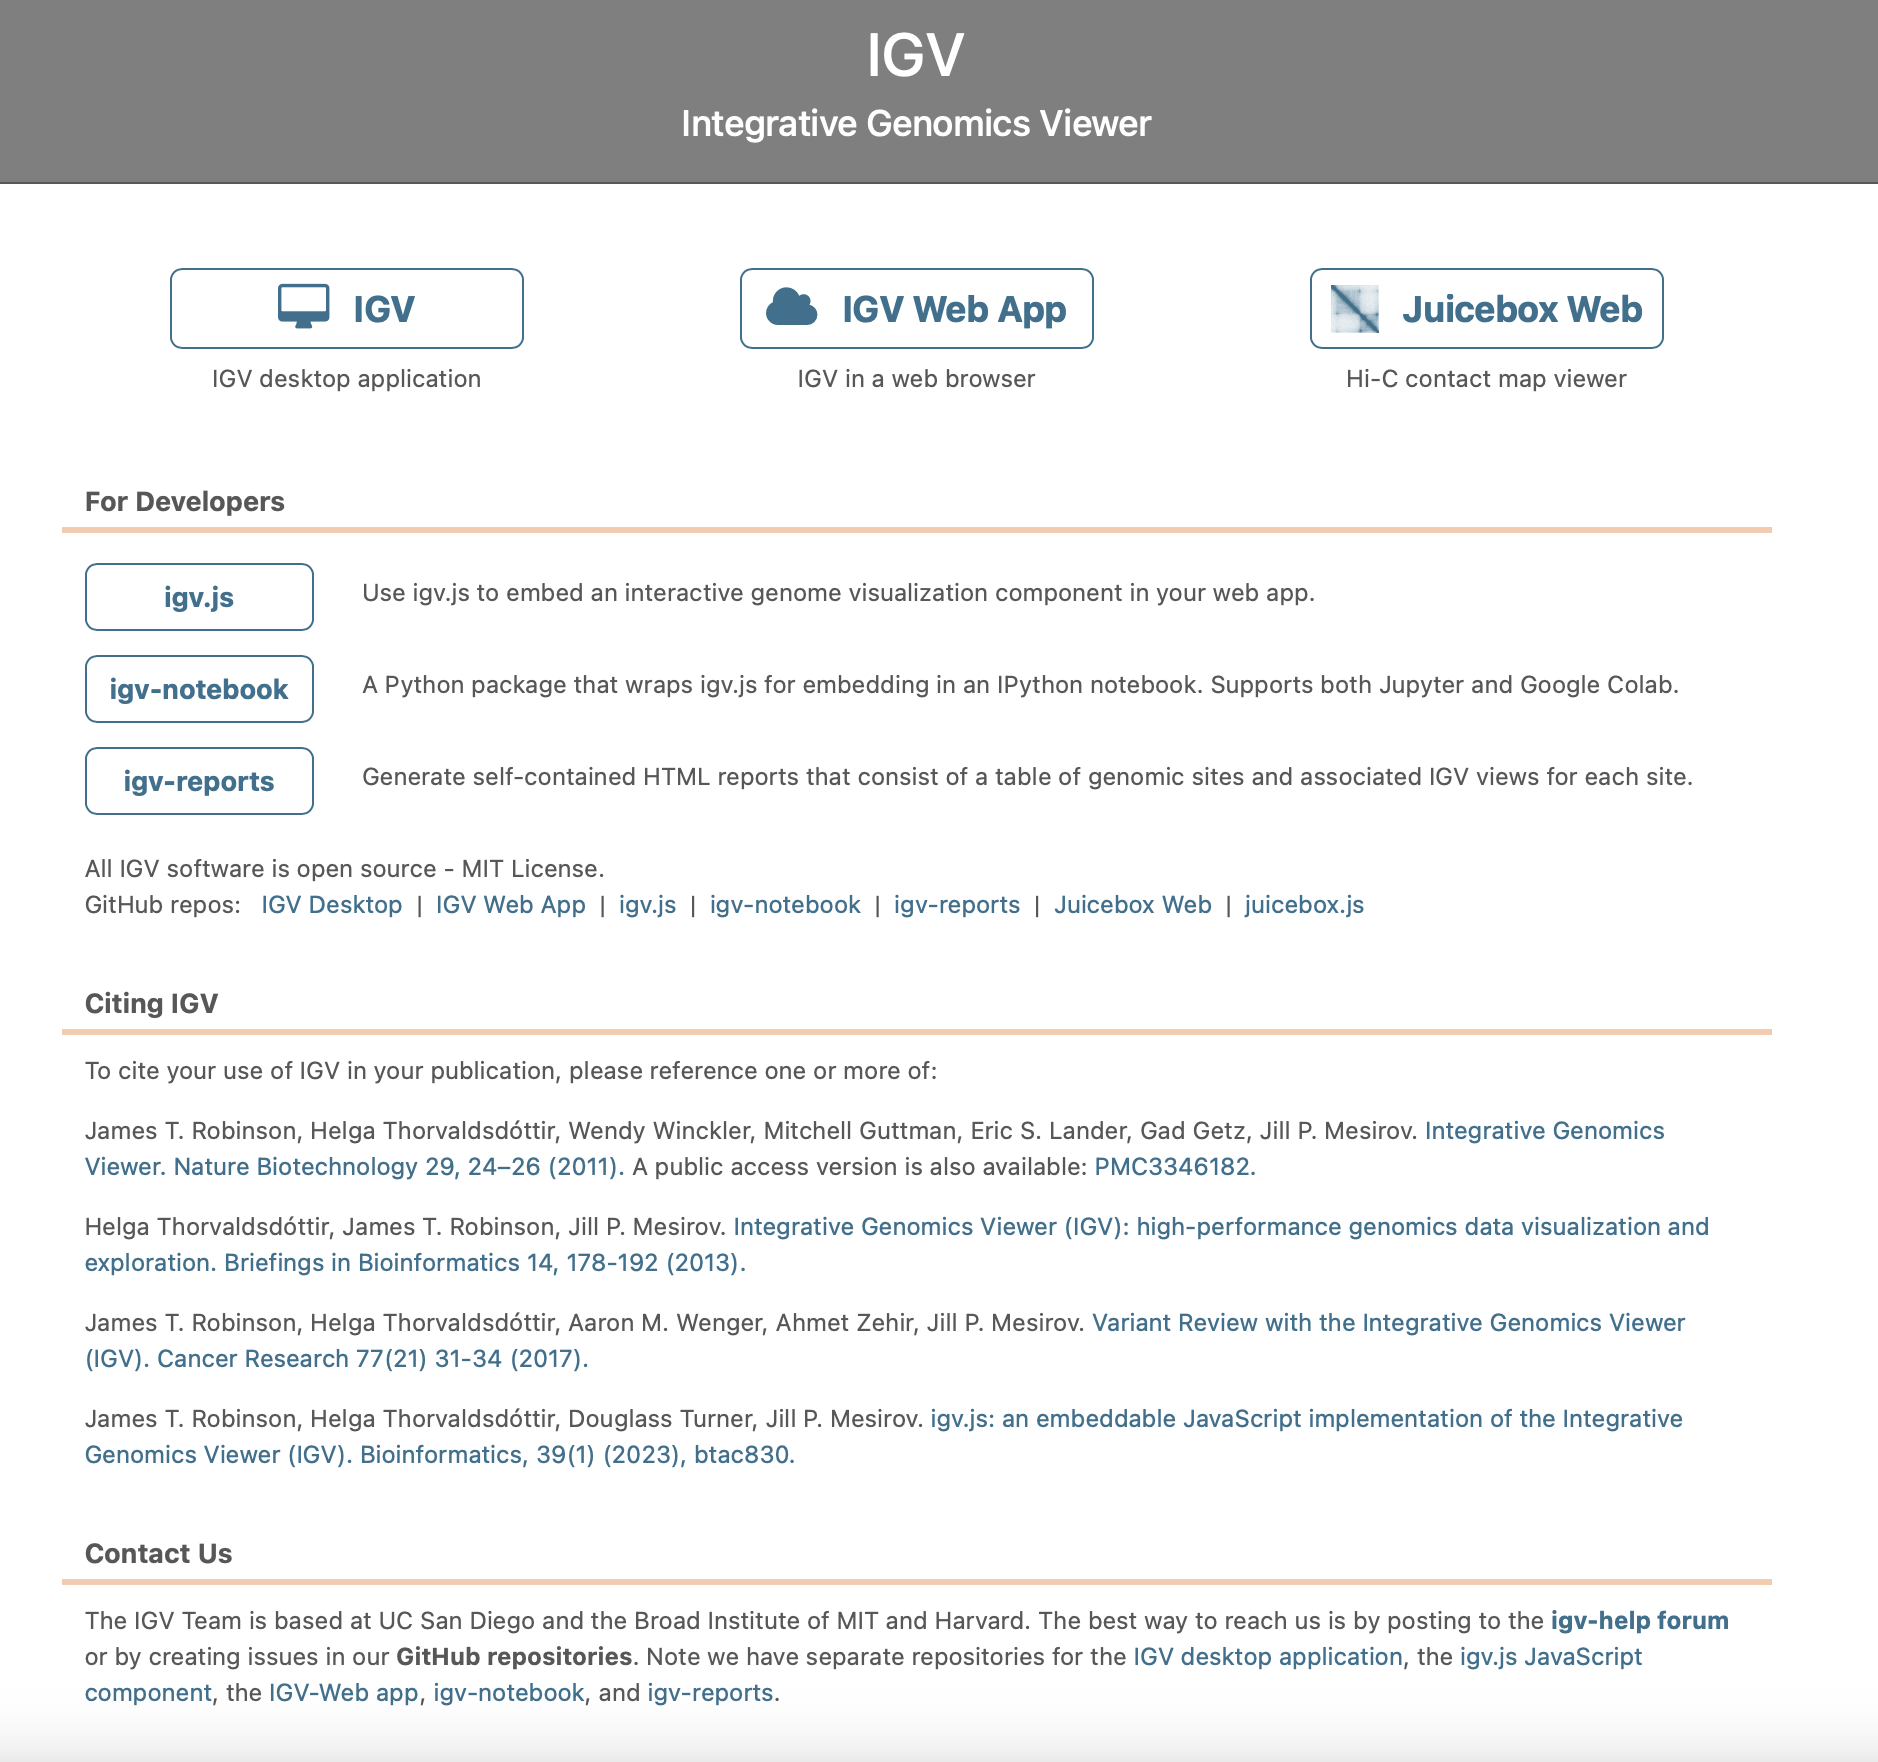 IGV
Integrative Genomics Viewer
IGV
IGV Web App
Juicebox Web
IGV desktop application
IGV in a web browser
Hi-C contact map viewer
For Developers
igv.js
Use igv.js to embed an interactive genome visualization component in your web app.
igv-notebook
A Python package that wraps igv.js for embedding in an IPython notebook. Supports both Jupyter and Google Colab.
igv-reports
Generate self-contained HTML reports that consist of a table of genomic sites and associated IGV views for each site.
All IGV software is open source - MIT License.
GitHub repos: IGV Desktop | IGV Web App | igv.js | igv-notebook | igv-reports | Juicebox Web | juicebox.js
Citing IGV
To cite your use of IGV in your publication, please reference one or more of:
James T. Robinson, Helga Thorvaldsdóttir, Wendy Winckler, Mitchell Guttman, Eric S. Lander, Gad Getz, Jill P. Mesirov. Integrative Genomics
Viewer. Nature Biotechnology 29, 24–26 (2011). A public access version is also available: PMC3346182.
Helga Thorvaldsdóttir, James T. Robinson, Jill P. Mesirov. Integrative Genomics Viewer (IGV): high-performance genomics data visualization and
exploration. Briefings in Bioinformatics 14, 178-192 (2013).
James T. Robinson, Helga Thorvaldsdóttir, Aaron M. Wenger, Ahmet Zehir, Jill P. Mesirov. Variant Review with the Integrative Genomics Viewer
(IGV). Cancer Research 77(21) 31-34 (2017).
James T. Robinson, Helga Thorvaldsdóttir, Douglass Turner, Jill P. Mesirov. igv.js: an embeddable JavaScript implementation of the Integrative
Genomics Viewer (IGV). Bioinformatics, 39(1) (2023), btac830.
Contact Us
The IGV Team is based at UC San Diego and the Broad Institute of MIT and Harvard. The best way to reach us is by posting to the igv-help forum
or by creating issues in our GitHub repositories. Note we have separate repositories for the IGV desktop application, the igv.js JavaScript
component, the IGV-Web app, igv-notebook, and igv-reports.